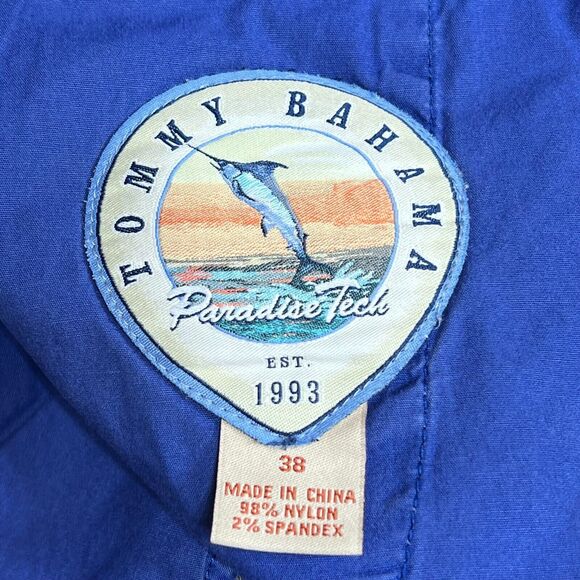 TOMMY BAHAMA
Paradise Tech
EST.
1993
38
MADE IN CHINA
98% NYLON
2% SPANDEX